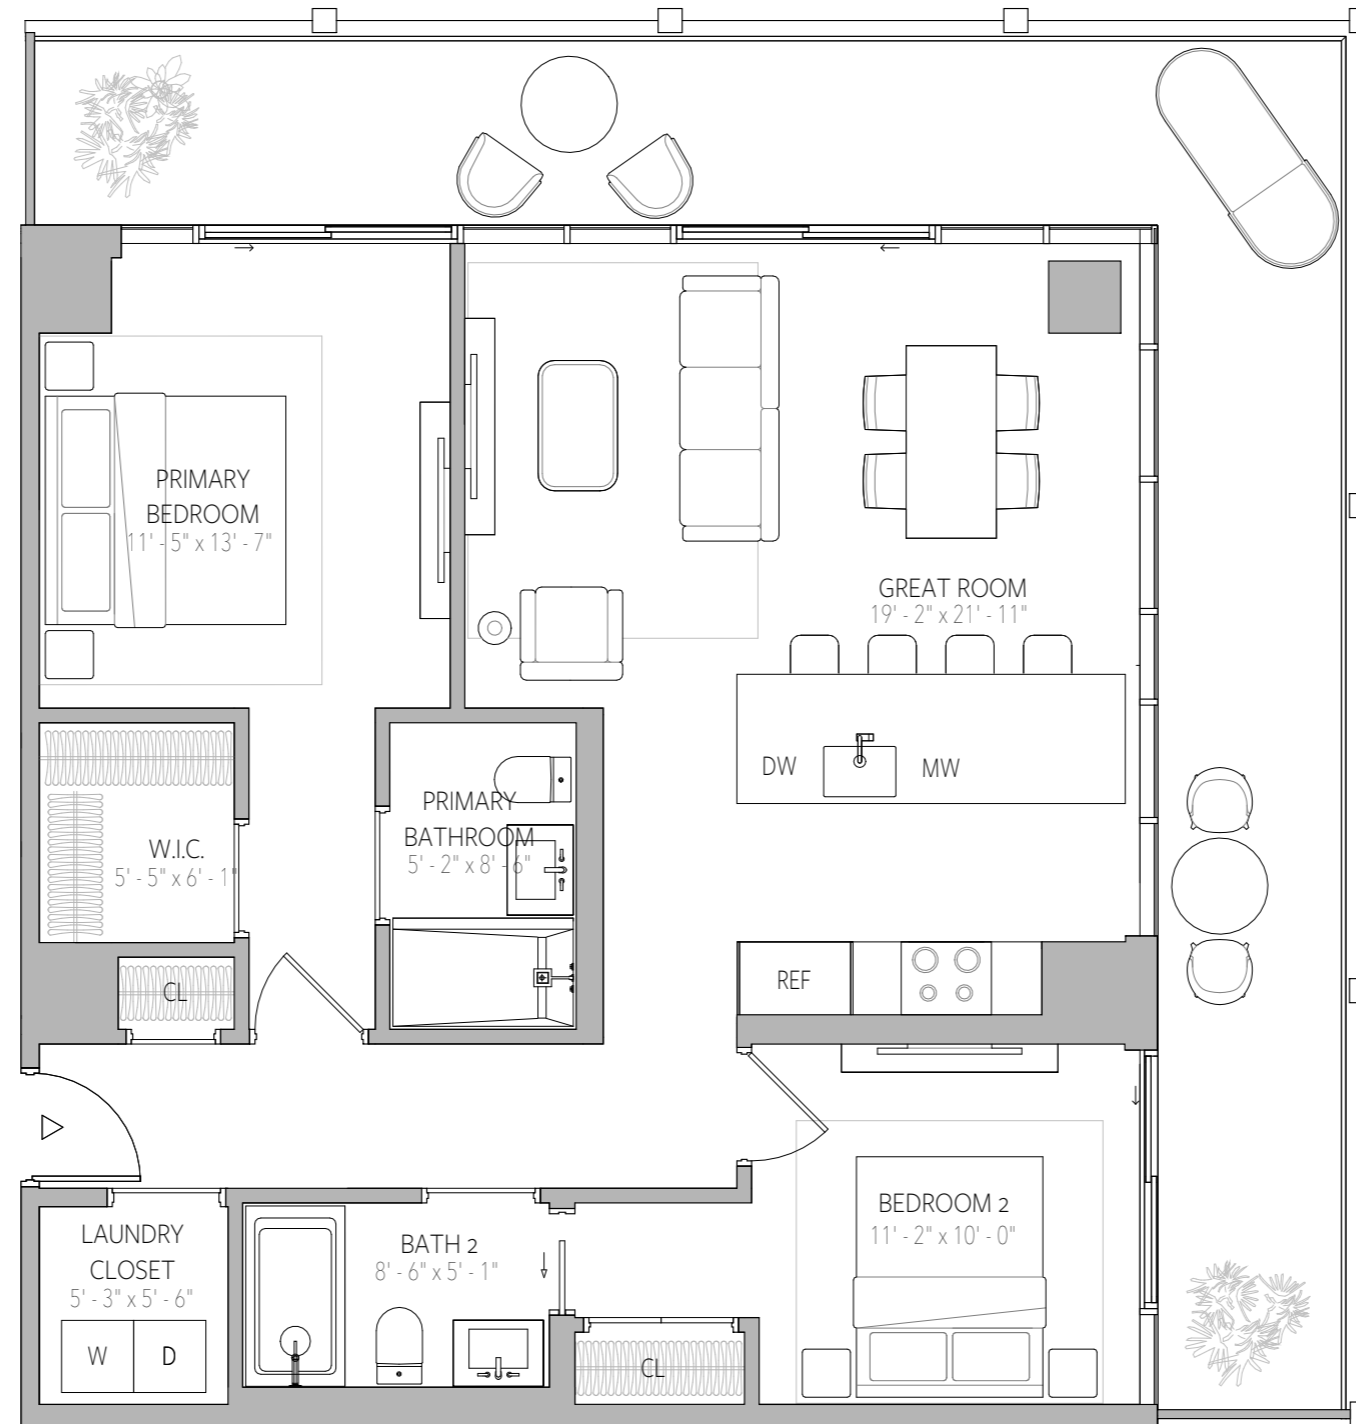 PRIMARY
BEDROOM
11' - 5" x 13' - 7"
GREAT ROOM
19' - 2" x 21' - 11"
DW
MW
PRIMARY
BATHROOM
5' - 2" x 8' - 6"
W.I.C.
5' - 5" x 6' - 1"
CL
REF
BEDROOM 2
11' - 2" x 10' - 0"
LAUNDRY
CLOSET
5' - 3" x 5' - 6"
W
D
BATH 2
8' - 6" x 5' - 1"
CL